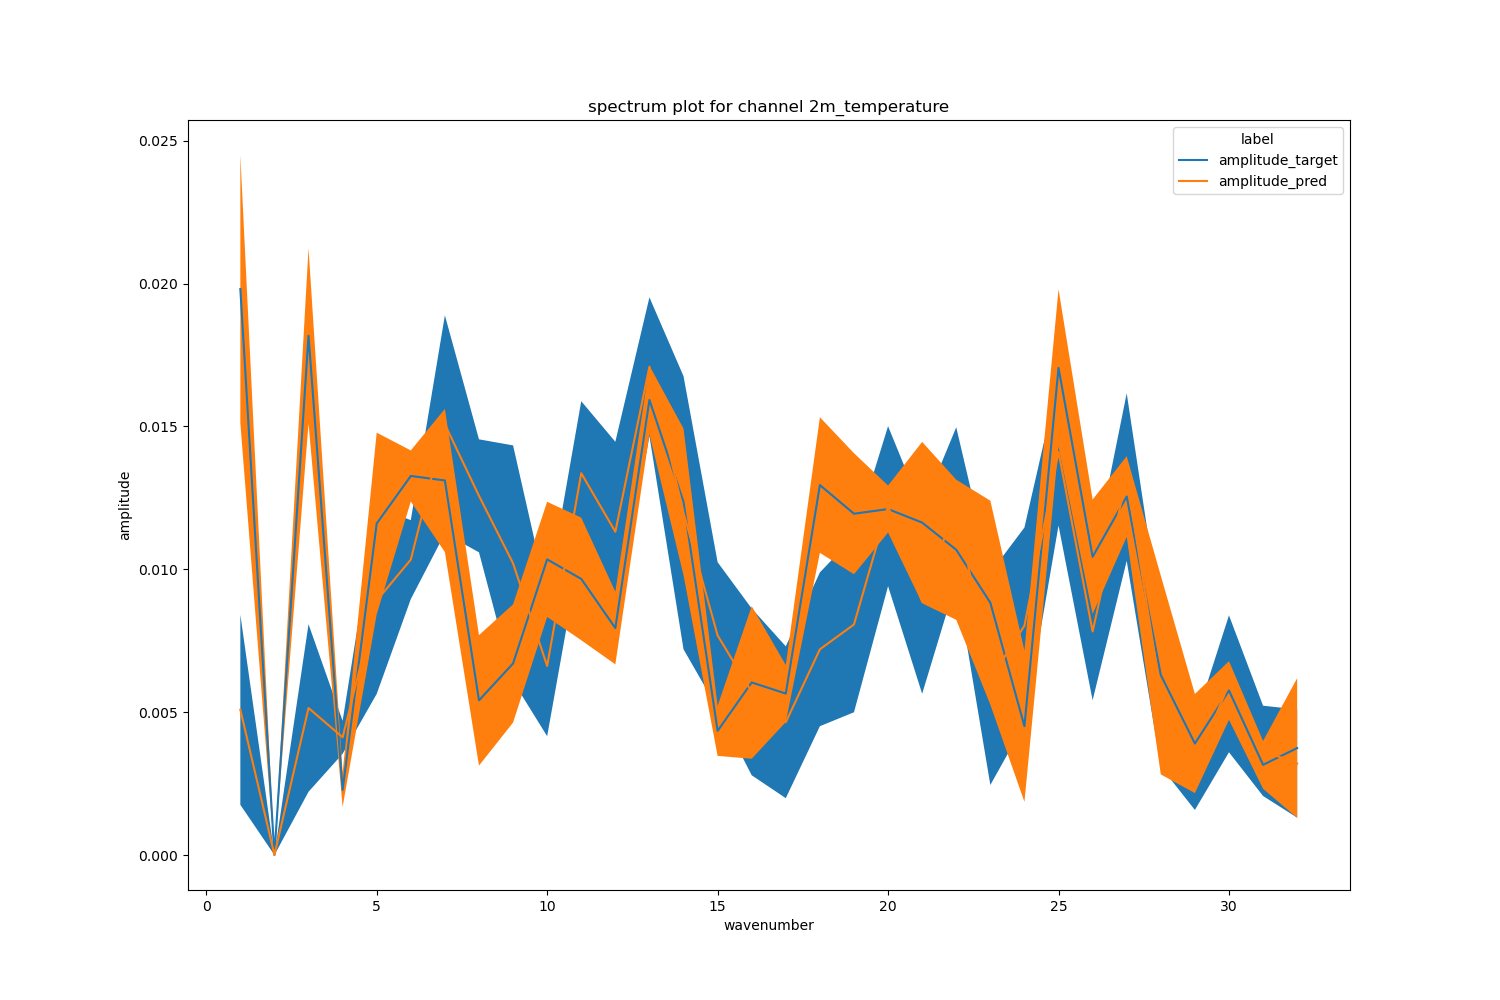 spectrum plot for channel 2m_temperature
label
amplitude_target
amplitude_pred
0.025
0.020
0.015
0.010
0.005
0.000
amplitude
0 5 10 15 20 25 30
wavenumber